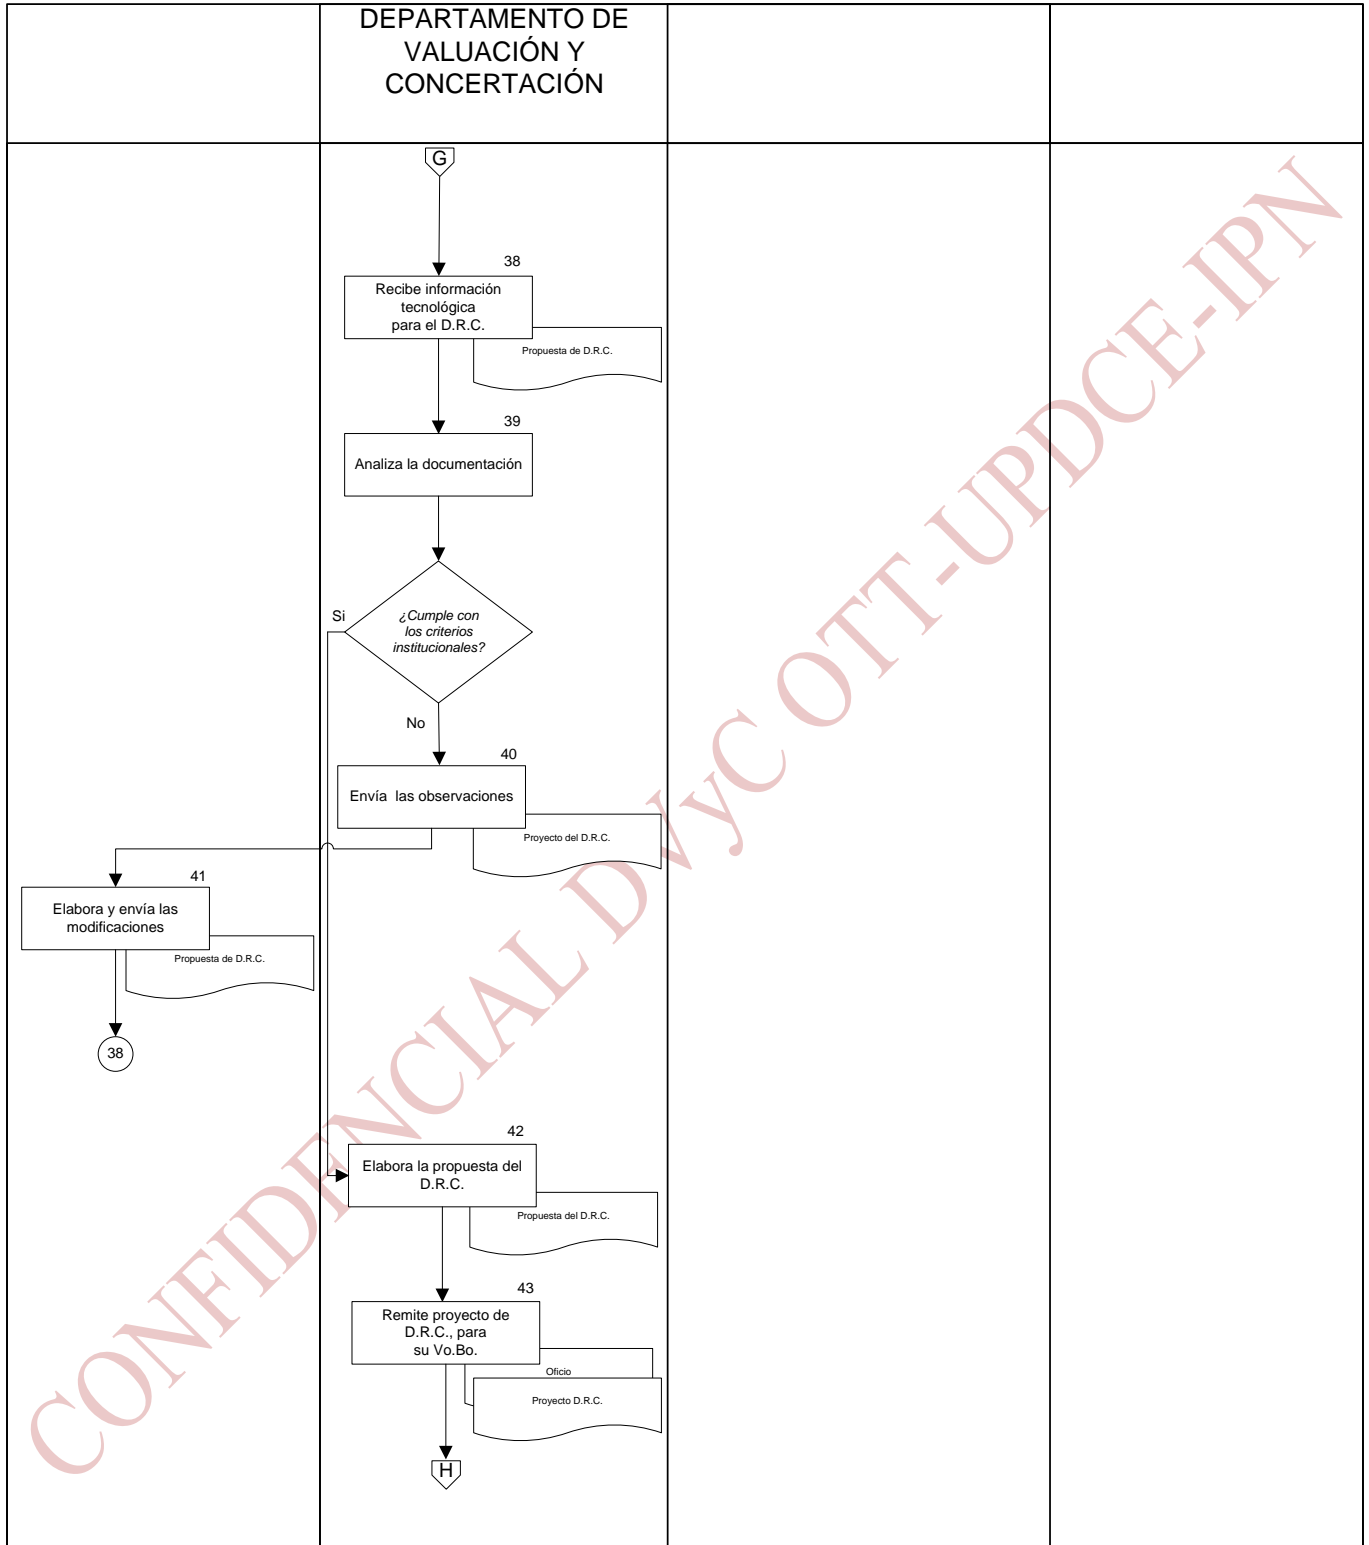 DEPARTAMENTO DE
VALUACIÓN Y
CONCERTACIÓN
G
38
Recibe información
tecnológica
para el D.R.C.
Propuesta de D.R.C.
39
Analiza la documentación
Si
¿Cumple con
los criterios
institucionales?
No
40
Envía las observaciones
Proyecto del D.R.C.
41
Elabora y envía las
modificaciones
Propuesta de D.R.C.
38
42
Elabora la propuesta del
D.R.C.
Propuesta del D.R.C.
43
Remite proyecto de
D.R.C., para
su Vo.Bo.
Oficio
Proyecto D.R.C.
H
CONFIDENCIAL DVyC OTT-UPDCE-IPN